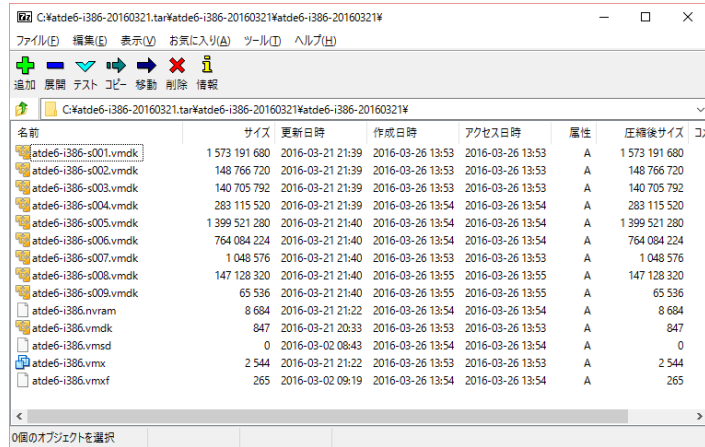 C:¥atde6-i386-20160321.tar¥atde6-i386-20160321¥atde6-i386-20160321¥
ファイル(F) 編集(E) 表示(V) お気に入り(A) ツール(T) ヘルプ(H)
追加 展開 テスト コピー 移動 削除 情報
C:¥atde6-i386-20160321.tar¥atde6-i386-20160321¥atde6-i386-20160321¥
名前 サイズ 更新日時 作成日時 アクセス日時 属性 圧縮後サイズ コメ
atde6-i386-s001.vmdk 1 573 191 680 2016-03-21 21:39 2016-03-26 13:53 2016-03-26 13:53 A 1 573 191 680
atde6-i386-s002.vmdk 148 766 720 2016-03-21 21:39 2016-03-26 13:53 2016-03-26 13:53 A 148 766 720
atde6-i386-s003.vmdk 140 705 792 2016-03-21 21:39 2016-03-26 13:53 2016-03-26 13:53 A 140 705 792
atde6-i386-s004.vmdk 283 115 520 2016-03-21 21:39 2016-03-26 13:54 2016-03-26 13:54 A 283 115 520
atde6-i386-s005.vmdk 1 399 521 280 2016-03-21 21:40 2016-03-26 13:54 2016-03-26 13:54 A 1 399 521 280
atde6-i386-s006.vmdk 764 084 224 2016-03-21 21:40 2016-03-26 13:54 2016-03-26 13:54 A 764 084 224
atde6-i386-s007.vmdk 1 048 576 2016-03-21 21:40 2016-03-26 13:53 2016-03-26 13:53 A 1 048 576
atde6-i386-s008.vmdk 147 128 320 2016-03-21 21:40 2016-03-26 13:55 2016-03-26 13:55 A 147 128 320
atde6-i386-s009.vmdk 65 536 2016-03-21 21:40 2016-03-26 13:55 2016-03-26 13:55 A 65 536
atde6-i386.nvram 8 684 2016-03-21 21:22 2016-03-26 13:54 2016-03-26 13:54 A 8 684
atde6-i386.vmdk 847 2016-03-21 20:33 2016-03-26 13:53 2016-03-26 13:53 A 847
atde6-i386.vmsd 0 2016-03-02 08:43 2016-03-26 13:54 2016-03-26 13:54 A 0
atde6-i386.vmx 2 544 2016-03-21 21:22 2016-03-26 13:53 2016-03-26 13:53 A 2 544
atde6-i386.vmxf 265 2016-03-02 09:19 2016-03-26 13:54 2016-03-26 13:54 A 265
0個のオブジェクトを選択